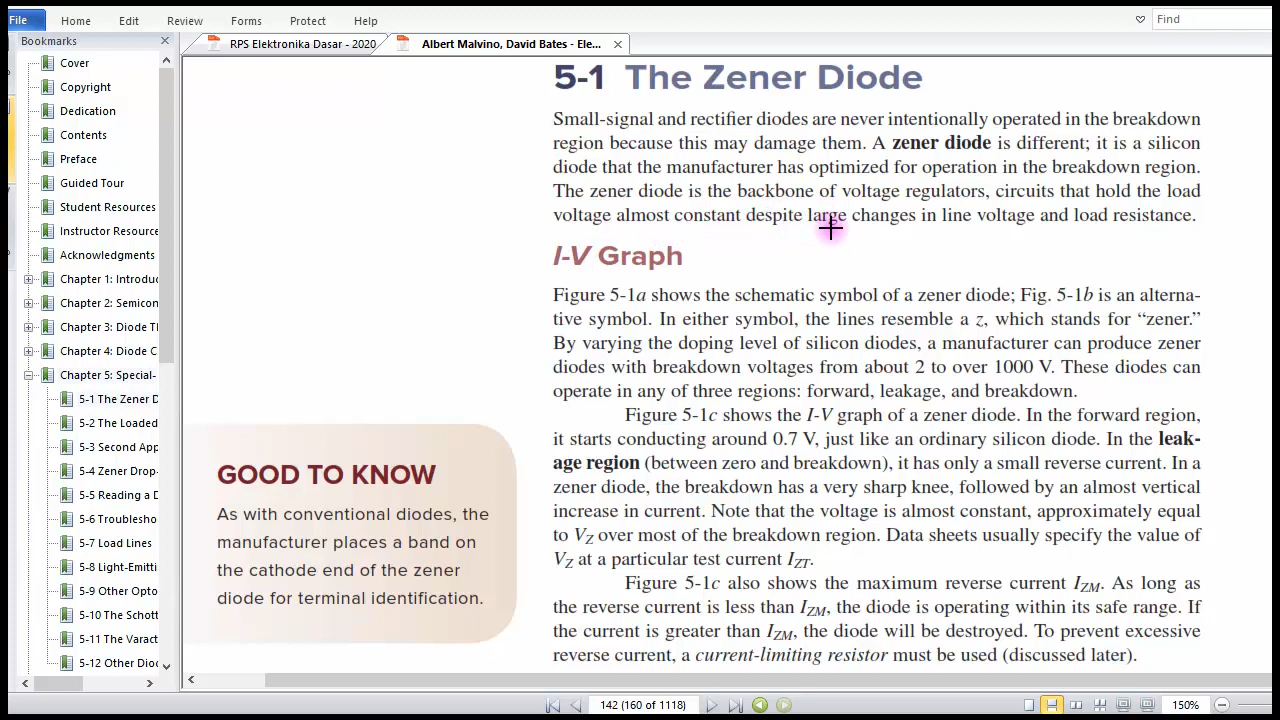 File Home Edit Review Forms Protect Help
Find
Bookmarks
RPS Elektronika Dasar - 2020
Albert Malvino, David Bates - Ele...
Cover
Copyright
Dedication
Contents
Preface
Guided Tour
Student Resources
Instructor Resource
Acknowledgments
Chapter 1: Introduc
Chapter 2: Semicon
Chapter 3: Diode Th
Chapter 4: Diode C
Chapter 5: Special-
5-1 The Zener D
5-2 The Loaded
5-3 Second App
5-4 Zener Drop-
5-5 Reading a D
5-6 Troublesho
5-7 Load Lines
5-8 Light-Emitti
5-9 Other Opto
5-10 The Schott
5-11 The Varact
5-12 Other Diod
5-1 The Zener Diode
Small-signal and rectifier diodes are never intentionally operated in the breakdown
region because this may damage them. A zener diode is different; it is a silicon
diode that the manufacturer has optimized for operation in the breakdown region.
The zener diode is the backbone of voltage regulators, circuits that hold the load
voltage almost constant despite large changes in line voltage and load resistance.
I-V Graph
Figure 5-1a shows the schematic symbol of a zener diode; Fig. 5-1b is an alterna-
tive symbol. In either symbol, the lines resemble a z, which stands for “zener.”
By varying the doping level of silicon diodes, a manufacturer can produce zener
diodes with breakdown voltages from about 2 to over 1000 V. These diodes can
operate in any of three regions: forward, leakage, and breakdown.
Figure 5-1c shows the I-V graph of a zener diode. In the forward region,
it starts conducting around 0.7 V, just like an ordinary silicon diode. In the leak-
age region (between zero and breakdown), it has only a small reverse current. In a
zener diode, the breakdown has a very sharp knee, followed by an almost vertical
increase in current. Note that the voltage is almost constant, approximately equal
to VZ over most of the breakdown region. Data sheets usually specify the value of
VZ at a particular test current IZT.
Figure 5-1c also shows the maximum reverse current IZM. As long as
the reverse current is less than IZM, the diode is operating within its safe range. If
the current is greater than IZM, the diode will be destroyed. To prevent excessive
reverse current, a current-limiting resistor must be used (discussed later).
GOOD TO KNOW
As with conventional diodes, the
manufacturer places a band on
the cathode end of the zener
diode for terminal identification.
142 (160 of 1118)
150%